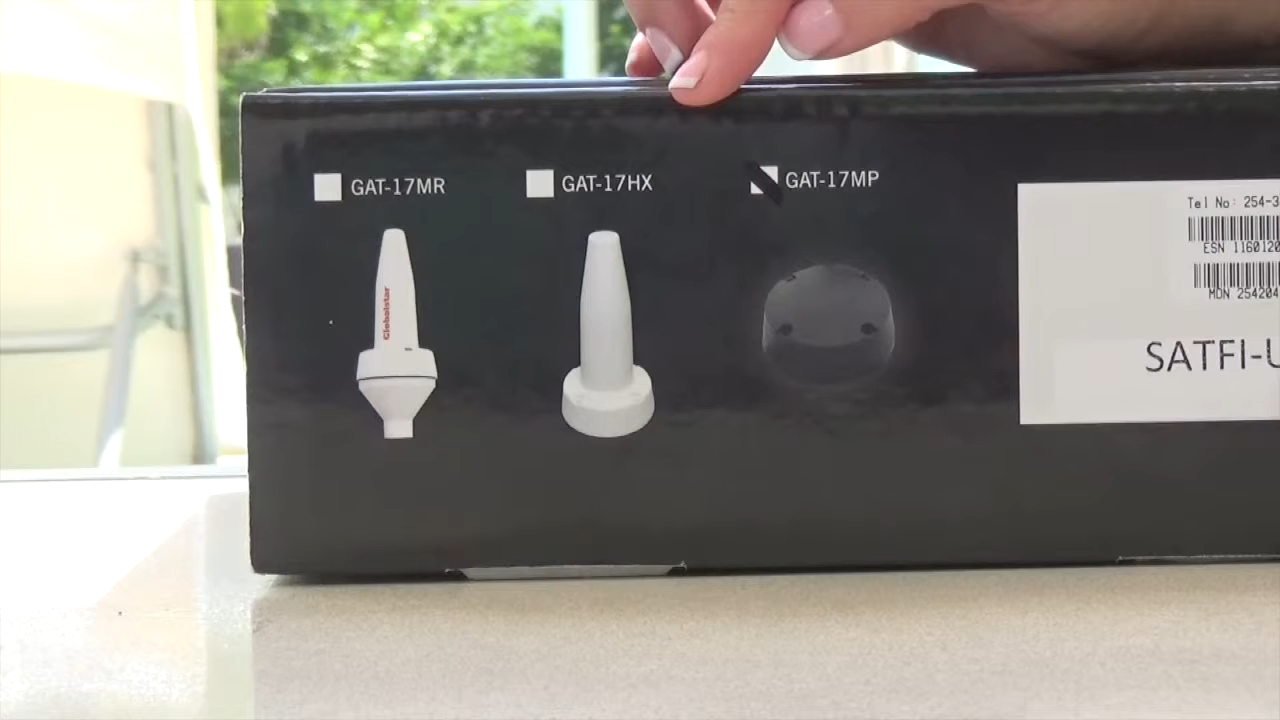 GAT-17MR
GAT-17HX
GAT-17MP
Globalstar
Tel No: 254-3
ESN 1160120
MDN 254204
SATFI-U